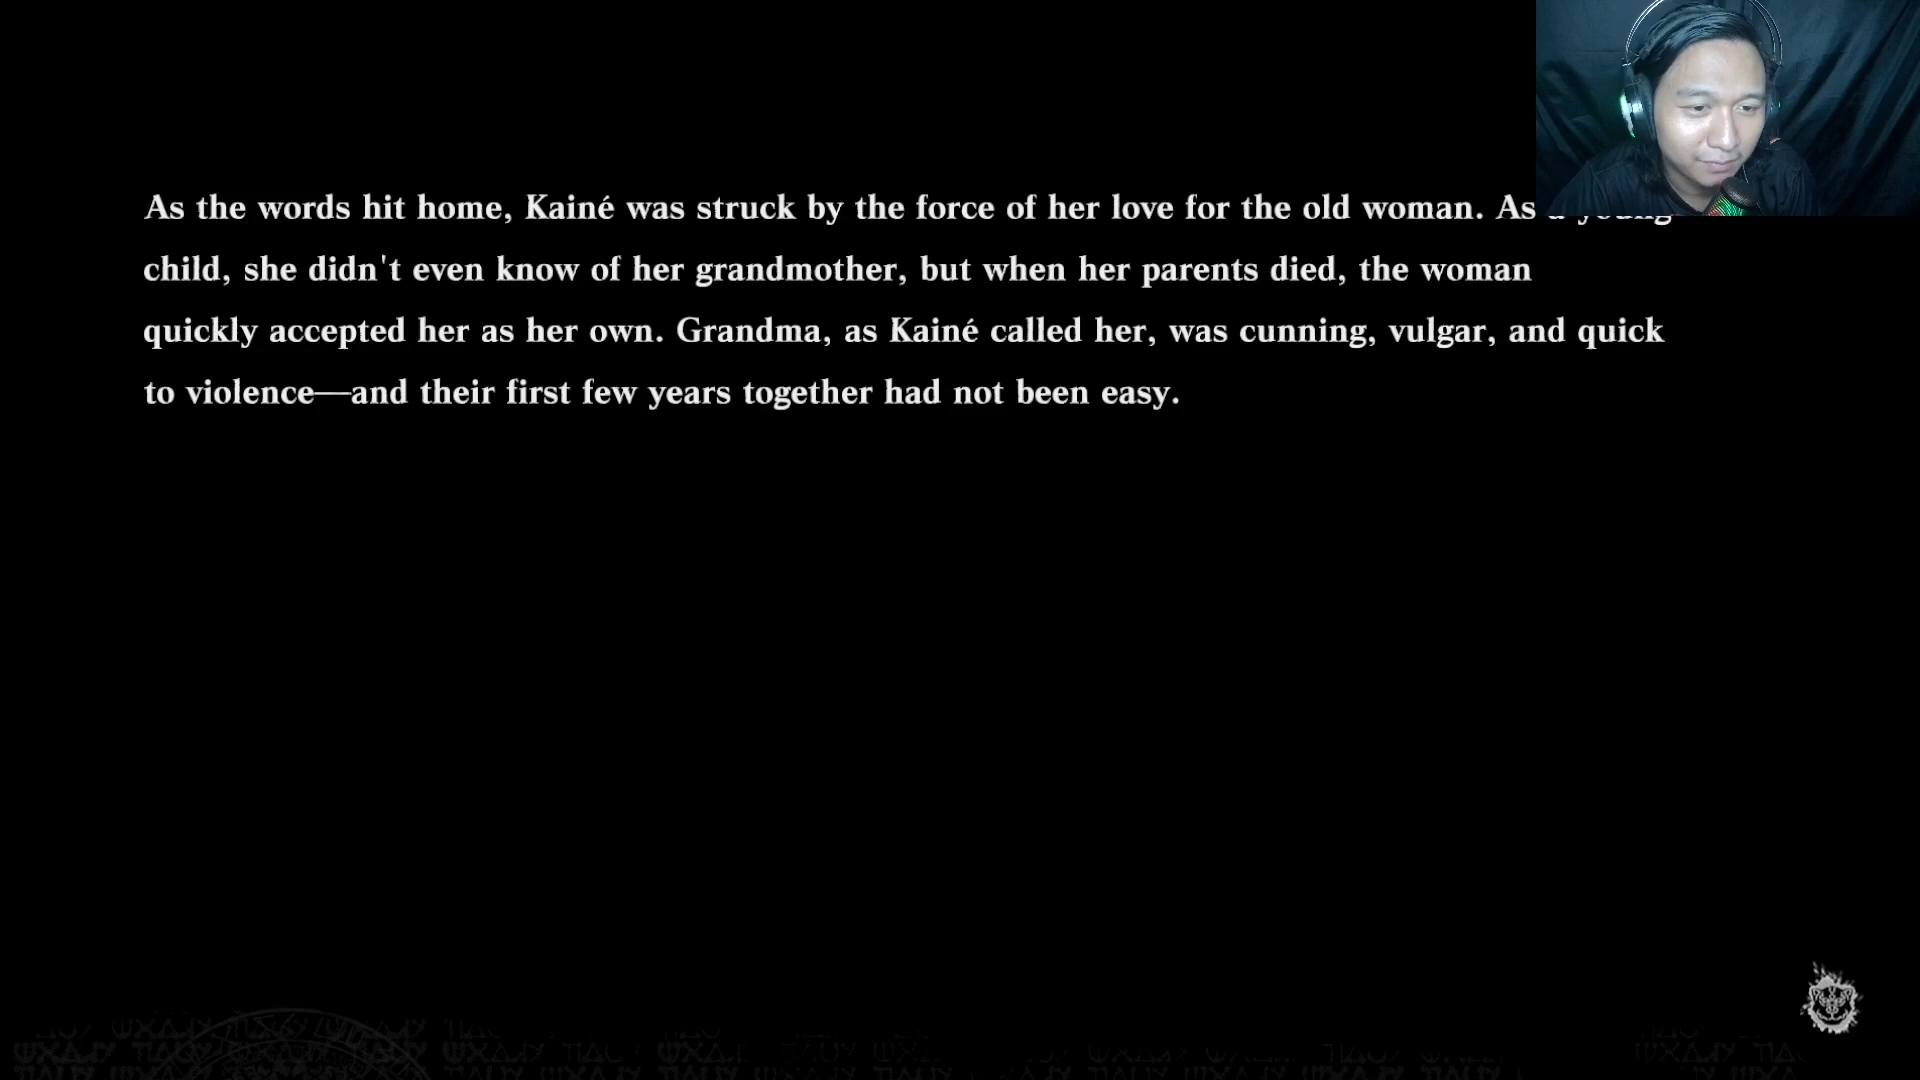 As the words hit home, Kainé was struck by the force of her love for the old woman. As a young
child, she didn't even know of her grandmother, but when her parents died, the woman
quickly accepted her as her own. Grandma, as Kainé called her, was cunning, vulgar, and quick
to violence—and their first few years together had not been easy.